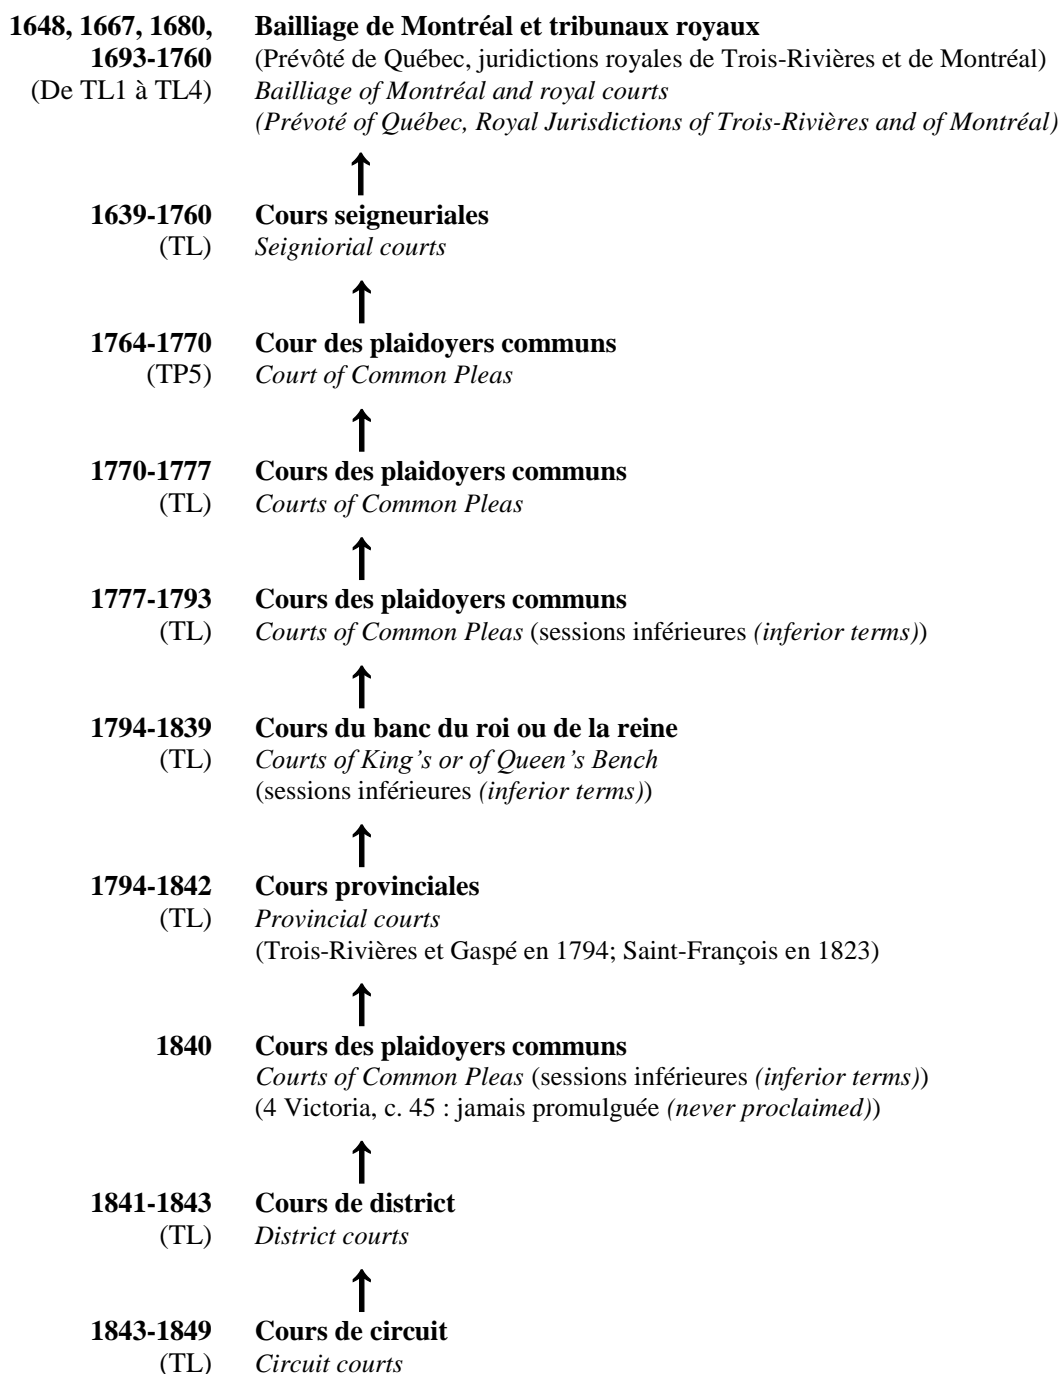 1648, 1667, 1680, Bailliage de Montréal et tribunaux royaux
1693-1760 (Prévôté de Québec, juridictions royales de Trois-Rivières et de Montréal)
(De TL1 à TL4) Bailliage of Montréal and royal courts
(Prévoté of Québec, Royal Jurisdictions of Trois-Rivières and of Montréal)
↑
1639-1760 Cours seigneuriales
(TL) Seigniorial courts
↑
1764-1770 Cour des plaidoyers communs
(TP5) Court of Common Pleas
↑
1770-1777 Cours des plaidoyers communs
(TL) Courts of Common Pleas
↑
1777-1793 Cours des plaidoyers communs
(TL) Courts of Common Pleas (sessions inférieures (inferior terms))
↑
1794-1839 Cours du banc du roi ou de la reine
(TL) Courts of King's or of Queen's Bench
(sessions inférieures (inferior terms))
↑
1794-1842 Cours provinciales
(TL) Provincial courts
(Trois-Rivières et Gaspé en 1794; Saint-François en 1823)
↑
1840 Cours des plaidoyers communs
Courts of Common Pleas (sessions inférieures (inferior terms))
(4 Victoria, c. 45 : jamais promulguée (never proclaimed))
↑
1841-1843 Cours de district
(TL) District courts
↑
1843-1849 Cours de circuit
(TL) Circuit courts